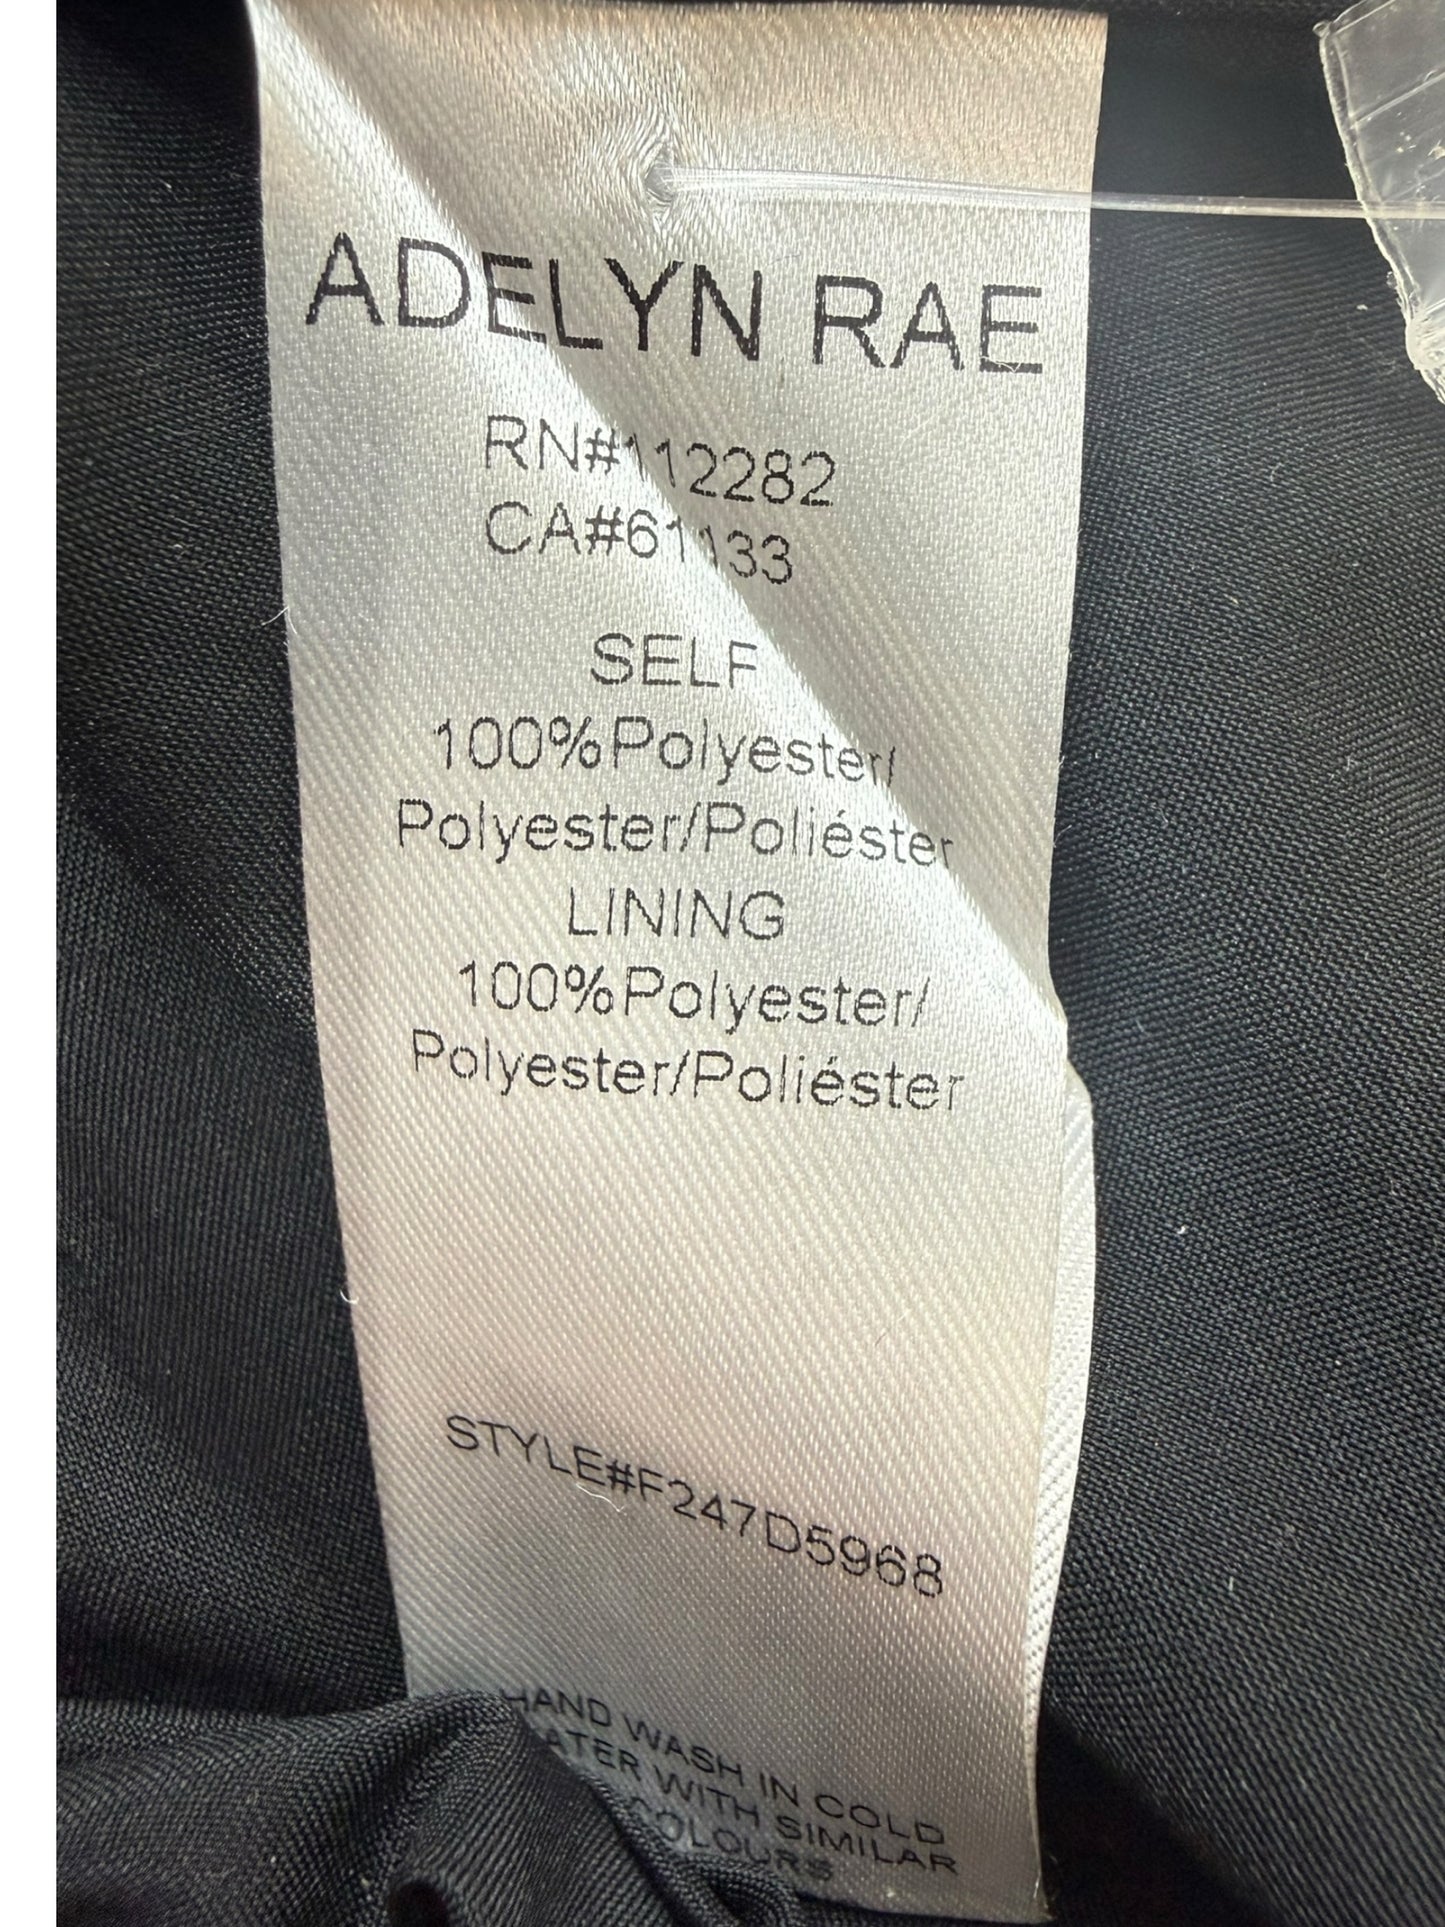 ADELYN RAE
RN#112282
CA#61133
SELF
100%Polyester/
Polyester/Poliéster
LINING
100%Polyester/
Polyester/Poliéster
STYLE#F247D5968
HAND WASH IN COLD
WATER WITH SIMILAR
COLOURS